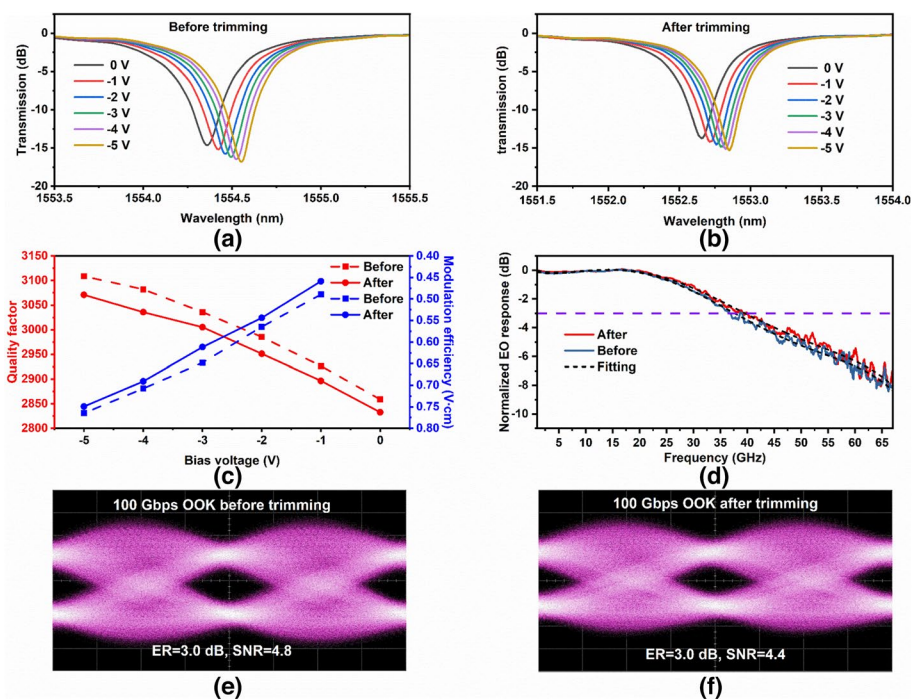 (a)
Before trimming
0 V
-1 V
-2 V
-3 V
-4 V
-5 V
Transmission (dB)
0
-5
-10
-15
-20
1553.5
1554.0
1554.5
1555.0
1555.5
Wavelength (nm)
(a)
(b)
After trimming
0 V
-1 V
-2 V
-3 V
-4 V
-5 V
transmission (dB)
0
-5
-10
-15
-20
1551.5
1552.0
1552.5
1553.0
1553.5
1554.0
Wavelength (nm)
(b)
(c)
Quality factor
3150
3100
3050
3000
2950
2900
2850
2800
Before
After
Before
After
0.40
0.45
0.50
0.55
0.60
0.65
0.70
0.75
0.80
Modulation efficiency (V·cm)
-5
-4
-3
-2
-1
0
Bias voltage (V)
(c)
(d)
Normalized EO response (dB)
0
-2
-4
-6
-8
-10
After
Before
Fitting
5
10
15
20
25
30
35
40
45
50
55
60
65
Frequency (GHz)
(d)
100 Gbps OOK before trimming
ER=3.0 dB, SNR=4.8
(e)
100 Gbps OOK after trimming
ER=3.0 dB, SNR=4.4
(f)